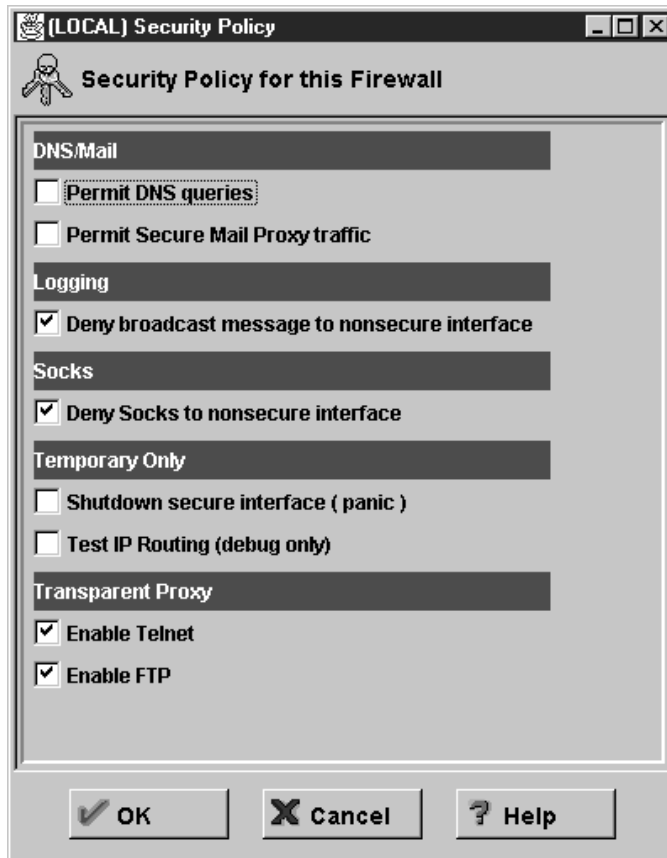 (LOCAL) Security Policy
Security Policy for this Firewall
DNS/Mail
Permit DNS queries
Permit Secure Mail Proxy traffic
Logging
Deny broadcast message to nonsecure interface
Socks
Deny Socks to nonsecure interface
Temporary Only
Shutdown secure interface ( panic )
Test IP Routing (debug only)
Transparent Proxy
Enable Telnet
Enable FTP
OK Cancel Help